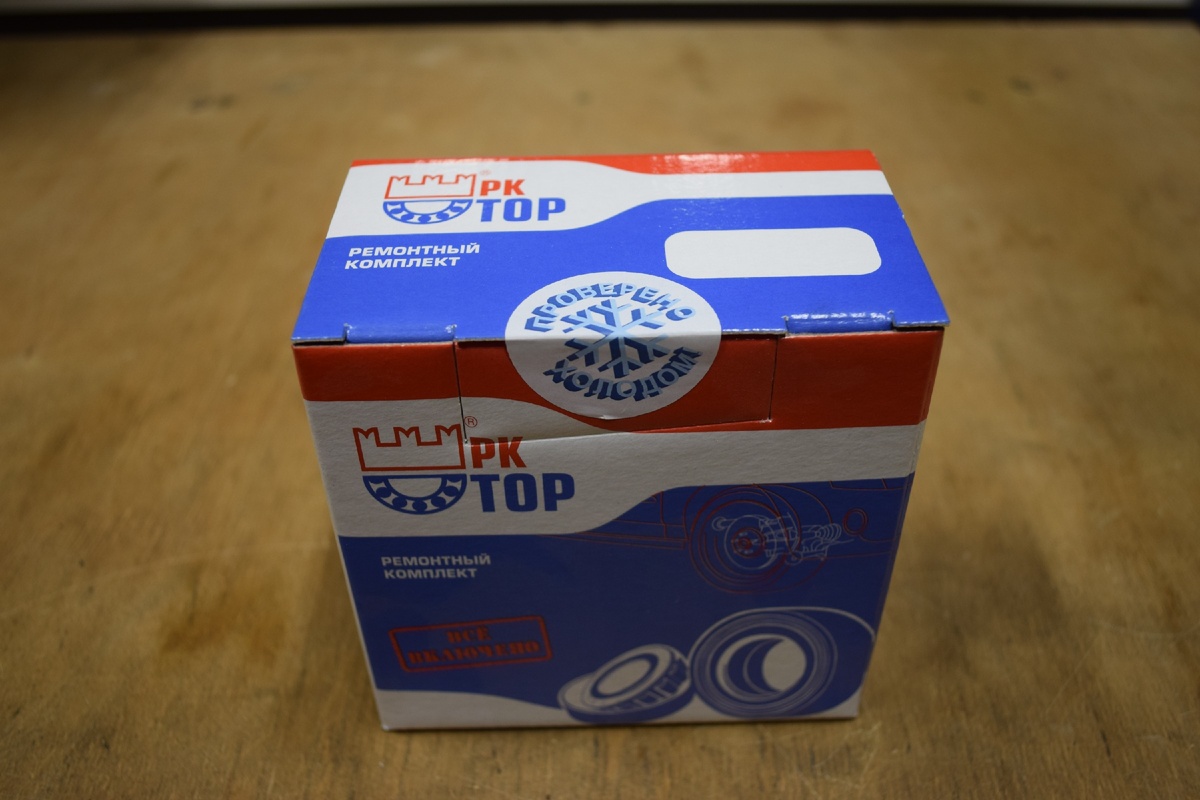 РК
ТОР
®
РЕМОНТНЫЙ
КОМПЛЕКТ
ПРОВЕРЕНО
ХОЛОДОМ
®
РК
ТОР
РЕМОНТНЫЙ
КОМПЛЕКТ
ВСЁ
ВКЛЮЧЕНО